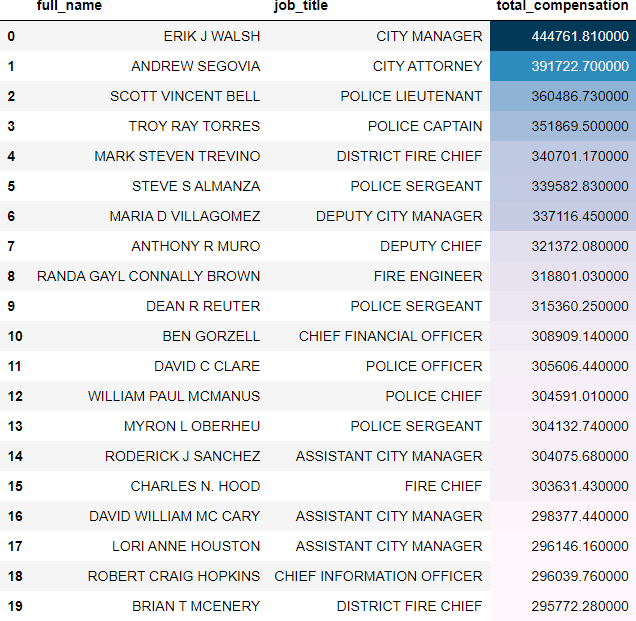 full_name job_title total_compensation
0 ERIK J WALSH CITY MANAGER 444761.810000
1 ANDREW SEGOVIA CITY ATTORNEY 391722.700000
2 SCOTT VINCENT BELL POLICE LIEUTENANT 360486.730000
3 TROY RAY TORRES POLICE CAPTAIN 351869.500000
4 MARK STEVEN TREVINO DISTRICT FIRE CHIEF 340701.170000
5 STEVE S ALMANZA POLICE SERGEANT 339582.830000
6 MARIA D VILLAGOMEZ DEPUTY CITY MANAGER 337116.450000
7 ANTHONY R MURO DEPUTY CHIEF 321372.080000
8 RANDA GAYL CONNALLY BROWN FIRE ENGINEER 318801.030000
9 DEAN R REUTER POLICE SERGEANT 315360.250000
10 BEN GORZELL CHIEF FINANCIAL OFFICER 308909.140000
11 DAVID C CLARE POLICE OFFICER 305606.440000
12 WILLIAM PAUL MCMANUS POLICE CHIEF 304591.010000
13 MYRON L OBERHEU POLICE SERGEANT 304132.740000
14 RODERICK J SANCHEZ ASSISTANT CITY MANAGER 304075.680000
15 CHARLES N. HOOD FIRE CHIEF 303631.430000
16 DAVID WILLIAM MC CARY ASSISTANT CITY MANAGER 298377.440000
17 LORI ANNE HOUSTON ASSISTANT CITY MANAGER 296146.160000
18 ROBERT CRAIG HOPKINS CHIEF INFORMATION OFFICER 296039.760000
19 BRIAN T MCENERY DISTRICT FIRE CHIEF 295772.280000